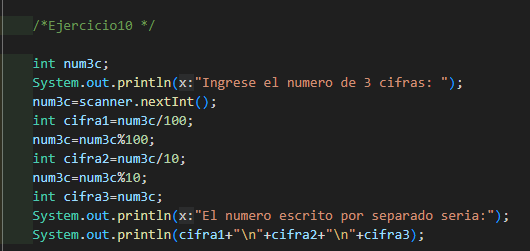 /*Ejercicio10 */
int num3c;
System.out.println(x:"Ingrese el numero de 3 cifras: ");
num3c=scanner.nextInt();
int cifra1=num3c/100;
num3c=num3c%100;
int cifra2=num3c/10;
num3c=num3c%10;
int cifra3=num3c;
System.out.println(x:"El numero escrito por separado seria:");
System.out.println(cifra1+"\n"+cifra2+"\n"+cifra3);